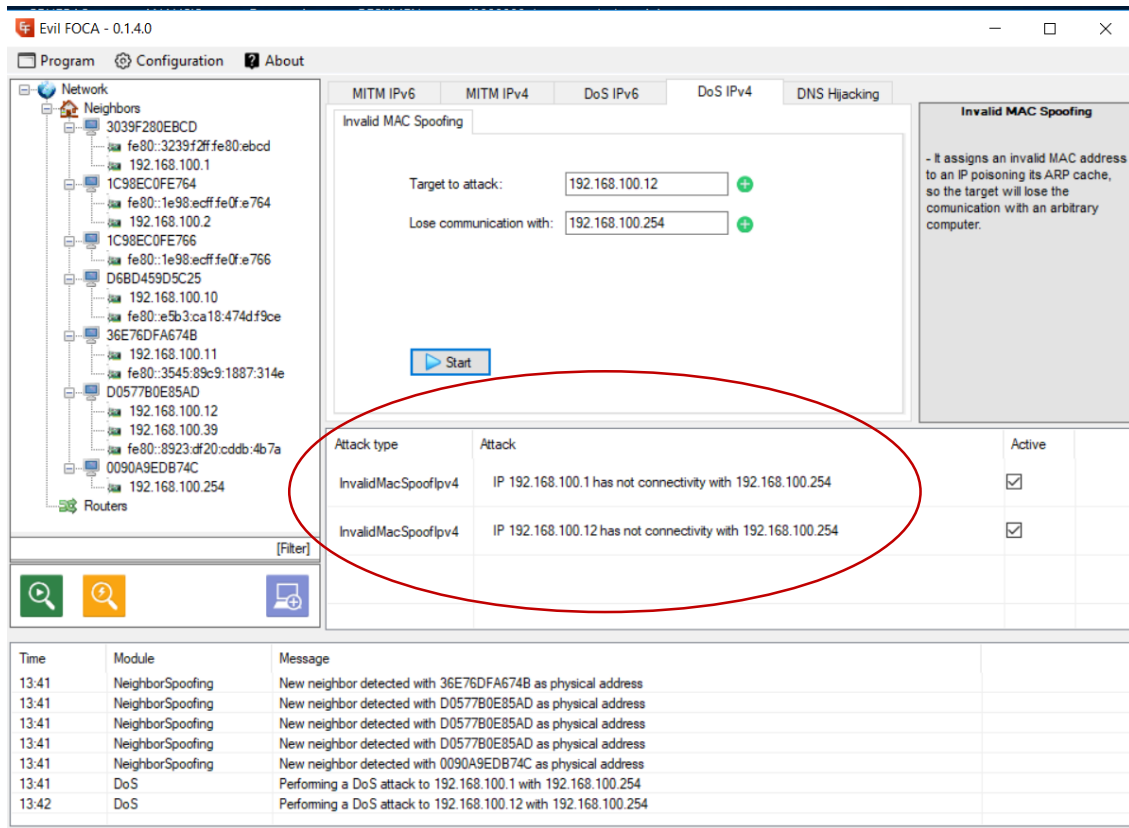 Evil FOCA - 0.1.4.0
Program Configuration About
Network
Neighbors
3039F280EBCD
fe80::3239:f2ff:fe80:ebcd
192.168.100.1
1C98EC0FE764
fe80::1e98:ecff:fe0f:e764
192.168.100.2
1C98EC0FE766
fe80::1e98:ecff:fe0f:e766
D6BD459D5C25
192.168.100.10
fe80::e5b3:ca18:474d:f9ce
36E76DFA674B
192.168.100.11
fe80::3545:89c9:1887:314e
D0577B0E85AD
192.168.100.12
192.168.100.39
fe80::8923:df20:cddb:4b7a
0090A9EDB74C
192.168.100.254
Routers
[Filter]
MITM IPv6 MITM IPv4 DoS IPv6 DoS IPv4 DNS Hijacking
Invalid MAC Spoofing
Target to attack: 192.168.100.12
Lose communication with: 192.168.100.254
Start
Invalid MAC Spoofing
- It assigns an invalid MAC address
to an IP poisoning its ARP cache,
so the target will lose the
comunication with an arbitrary
computer.
Attack type Attack Active
InvalidMacSpoofIpv4 IP 192.168.100.1 has not connectivity with 192.168.100.254
InvalidMacSpoofIpv4 IP 192.168.100.12 has not connectivity with 192.168.100.254
Time Module Message
13:41 NeighborSpoofing New neighbor detected with 36E76DFA674B as physical address
13:41 NeighborSpoofing New neighbor detected with D0577B0E85AD as physical address
13:41 NeighborSpoofing New neighbor detected with D0577B0E85AD as physical address
13:41 NeighborSpoofing New neighbor detected with D0577B0E85AD as physical address
13:41 NeighborSpoofing New neighbor detected with 0090A9EDB74C as physical address
13:41 DoS Performing a DoS attack to 192.168.100.1 with 192.168.100.254
13:42 DoS Performing a DoS attack to 192.168.100.12 with 192.168.100.254